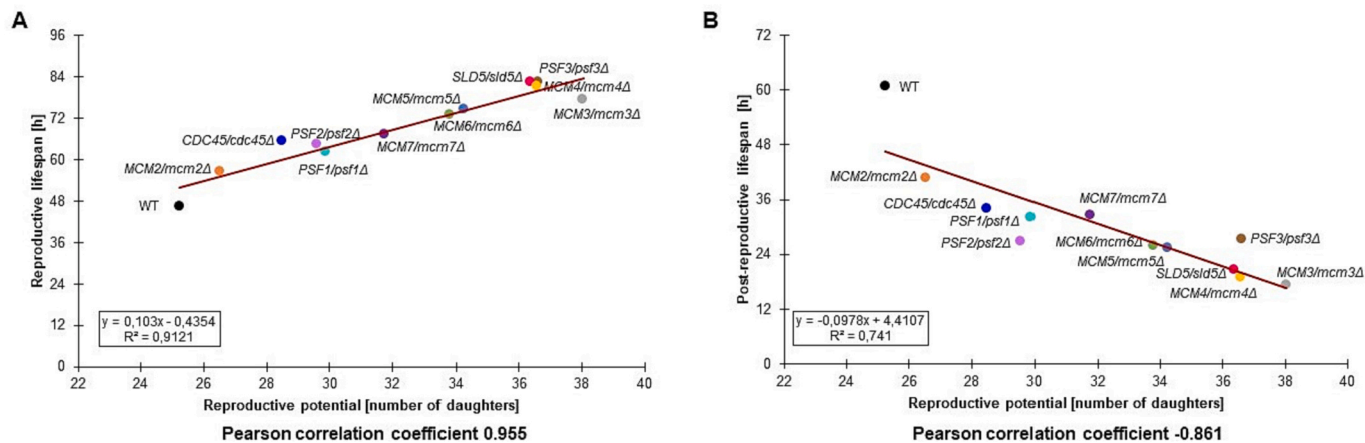 A
Reproductive lifespan [h]
96
84
72
60
48
36
24
12
0
SLD5/sld5Δ
PSF3/psf3Δ
MCM4/mcm4Δ
MCM5/mcm5Δ
MCM3/mcm3Δ
MCM6/mcm6Δ
CDC45/cdc45Δ
PSF2/psf2Δ
MCM7/mcm7Δ
MCM2/mcm2Δ
PSF1/psf1Δ
WT
y = 0,103x - 0,4354
R² = 0,9121
22 24 26 28 30 32 34 36 38 40
Reproductive potential [number of daughters]
Pearson correlation coefficient 0.955
B
Post-reproductive lifespan [h]
72
60
48
36
24
12
0
WT
MCM2/mcm2Δ
MCM7/mcm7Δ
CDC45/cdc45Δ
PSF1/psf1Δ
PSF2/psf2Δ
MCM6/mcm6Δ
PSF3/psf3Δ
MCM5/mcm5Δ
SLD5/sld5Δ
MCM3/mcm3Δ
MCM4/mcm4Δ
y = -0,0978x + 4,4107
R² = 0,741
22 24 26 28 30 32 34 36 38 40
Reproductive potential [number of daughters]
Pearson correlation coefficient -0.861